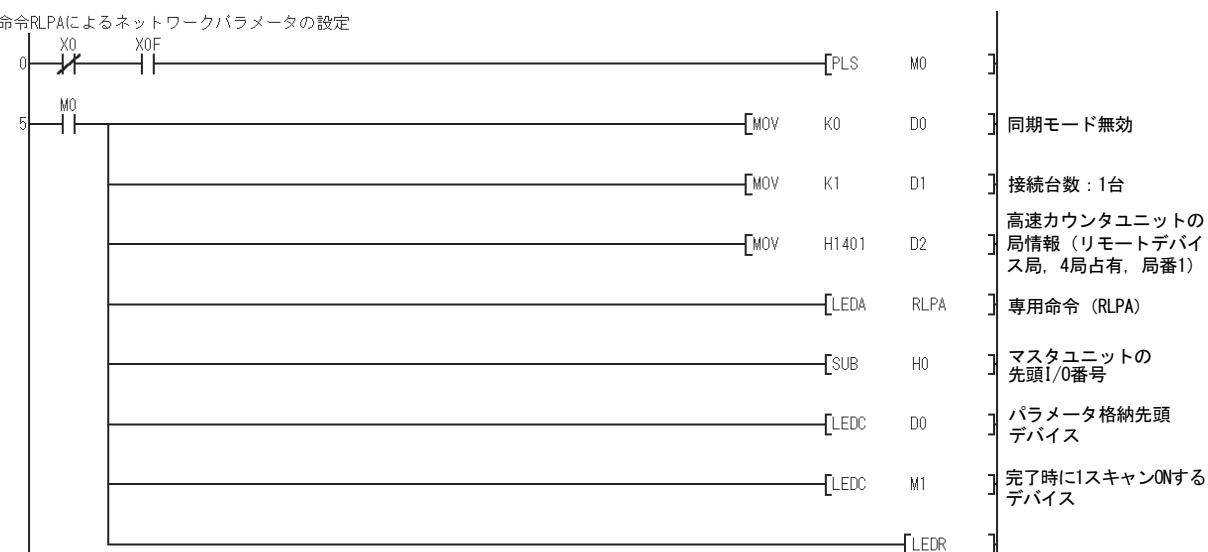 命令RLPAによるネットワークパラメータの設定
X0 X0F
0 PLS M0
M0
5 MOV K0 D0 同期モード無効
MOV K1 D1 接続台数：1台
MOV H1401 D2 高速カウンタユニットの
局情報（リモートデバイ
ス局，4局占有，局番1）
LEDA RLPA 専用命令（RLPA）
SUB H0 マスタユニットの
先頭I/O番号
LEDC D0 パラメータ格納先頭
デバイス
LEDC M1 完了時に1スキャンONする
デバイス
LEDR